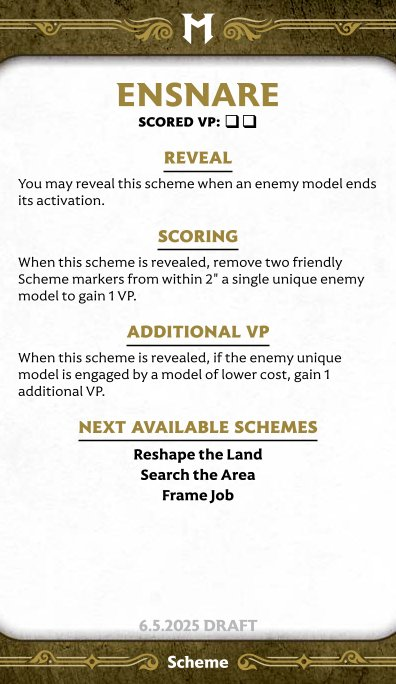 M
ENSNARE
SCORED VP: ❏ ❏
REVEAL
You may reveal this scheme when an enemy model ends
its activation.
SCORING
When this scheme is revealed, remove two friendly
Scheme markers from within 2" a single unique enemy
model to gain 1 VP.
ADDITIONAL VP
When this scheme is revealed, if the enemy unique
model is engaged by a model of lower cost, gain 1
additional VP.
NEXT AVAILABLE SCHEMES
Reshape the Land
Search the Area
Frame Job
6.5.2025 DRAFT
Scheme